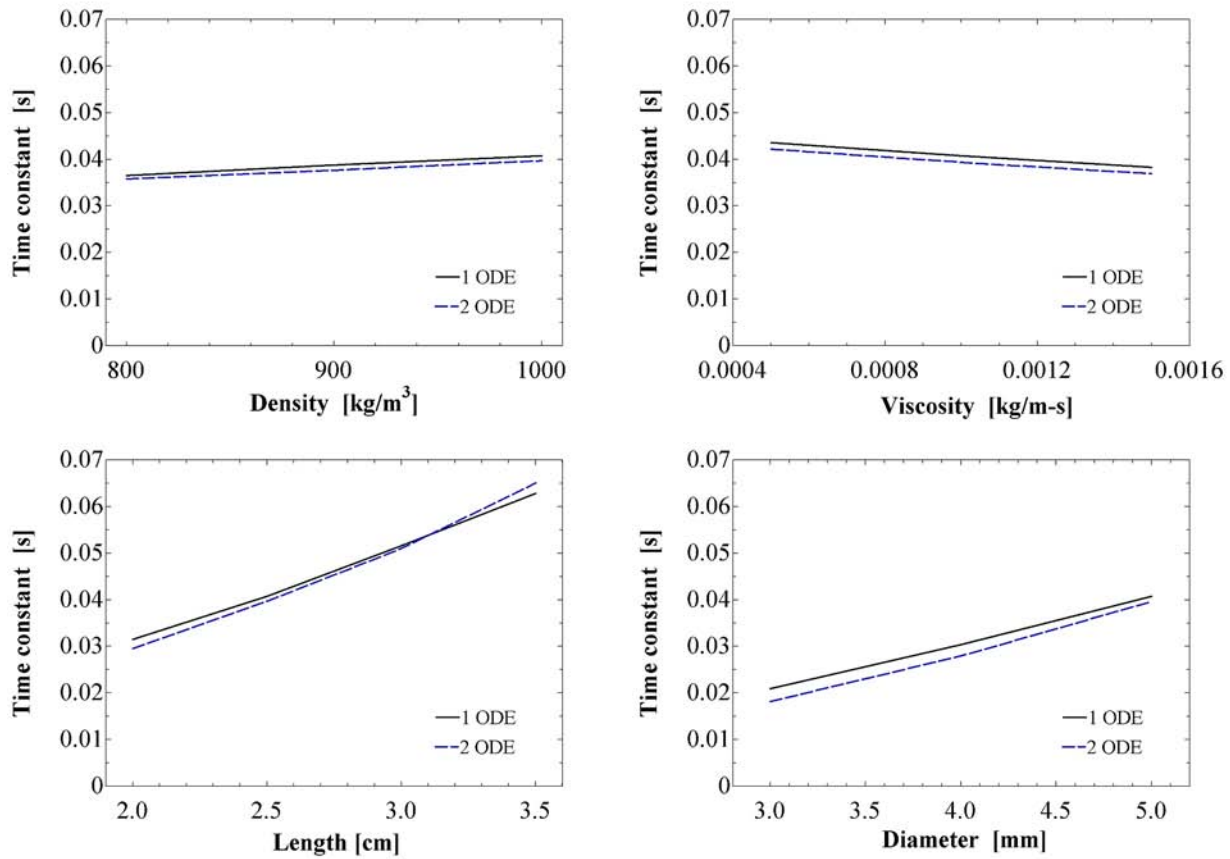 0.07
0.06
0.05
0.04
0.03
0.02
0.01
0
Time constant [s]
1 ODE
2 ODE
800 900 1000
Density [kg/m³]
0.07
0.06
0.05
0.04
0.03
0.02
0.01
0
Time constant [s]
1 ODE
2 ODE
0.0004 0.0008 0.0012 0.0016
Viscosity [kg/m-s]
0.07
0.06
0.05
0.04
0.03
0.02
0.01
0
Time constant [s]
1 ODE
2 ODE
2.0 2.5 3.0 3.5
Length [cm]
0.07
0.06
0.05
0.04
0.03
0.02
0.01
0
Time constant [s]
1 ODE
2 ODE
3.0 3.5 4.0 4.5 5.0
Diameter [mm]